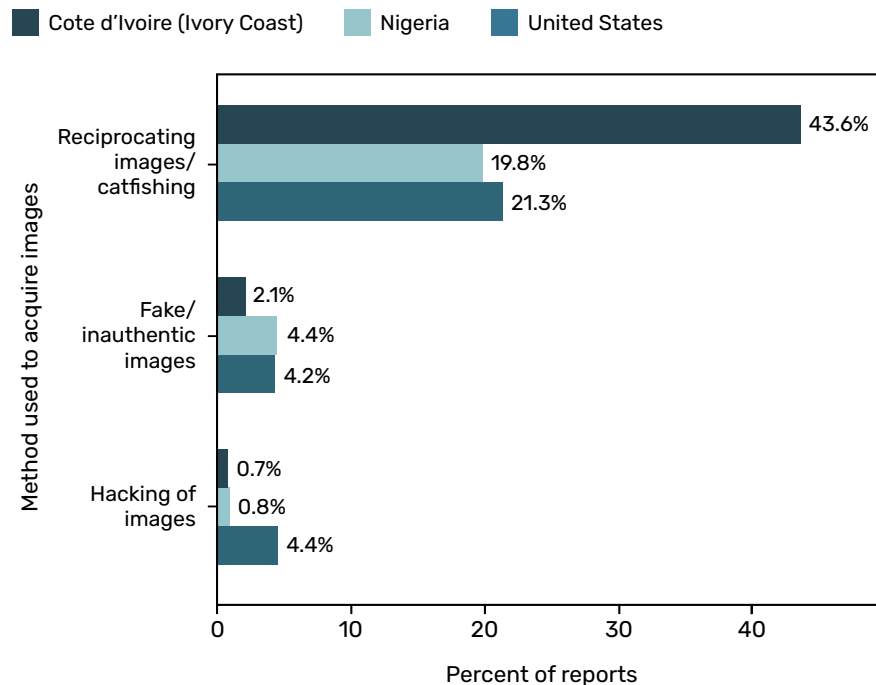 Cote d'Ivoire (Ivory Coast) Nigeria United States
Method used to acquire images
Reciprocating
images/
catfishing
43.6%
19.8%
21.3%
Fake/
inauthentic
images
2.1%
4.4%
4.2%
Hacking of
images
0.7%
0.8%
4.4%
0 10 20 30 40
Percent of reports